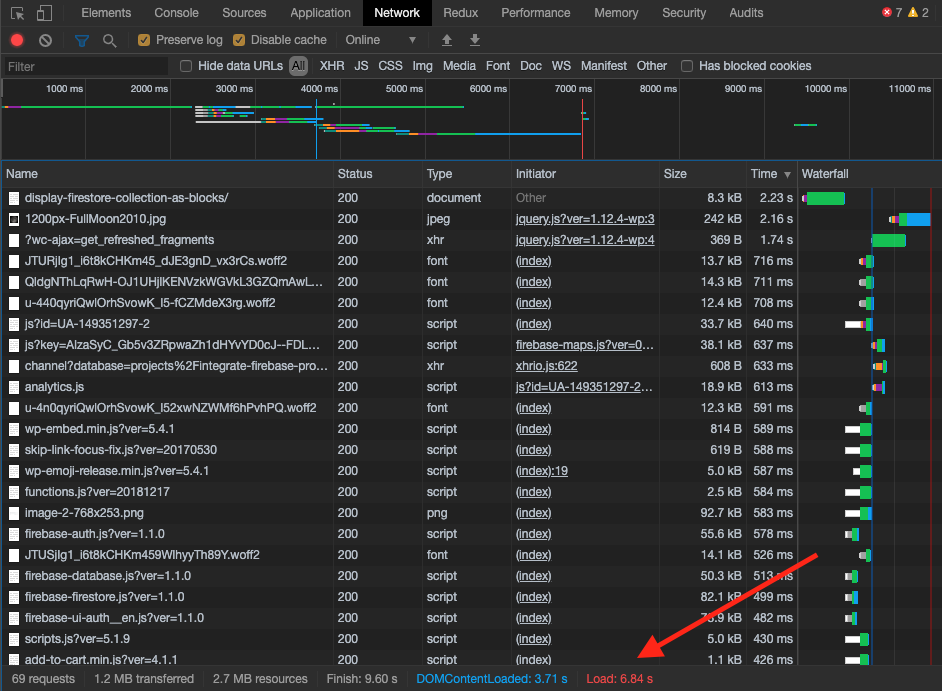 Elements Console Sources Application Network Redux Performance Memory Security Audits 7 2
Preserve log Disable cache Online
Filter Hide data URLs All XHR JS CSS Img Media Font Doc WS Manifest Other Has blocked cookies
1000 ms 2000 ms 3000 ms 4000 ms 5000 ms 6000 ms 7000 ms 8000 ms 9000 ms 10000 ms 11000 ms
Name Status Type Initiator Size Time Waterfall
display-firestore-collection-as-blocks/ 200 document Other 8.3 kB 2.23 s
1200px-FullMoon2010.jpg 200 jpeg jquery.js?ver=1.12.4-wp:3 242 kB 2.16 s
?wc-ajax=get_refreshed_fragments 200 xhr jquery.js?ver=1.12.4-wp:4 369 B 1.74 s
JTURjIg1_i6t8kCHKm45_dJE3gnD_vx3rCs.woff2 200 font (index) 13.7 kB 716 ms
QldgNThLqRwH-OJ1UHjlKENVzkWGVkL3GZQmAwL... 200 font (index) 14.3 kB 711 ms
u-440qyriQwlOrhSvowK_l5-fCZMdeX3rg.woff2 200 font (index) 12.4 kB 708 ms
js?id=UA-149351297-2 200 script (index) 33.7 kB 640 ms
js?key=AIzaSyC_Gb5v3ZRpwaZh1dHYvYD0cJ--FDL... 200 script firebase-maps.js?ver=0... 38.1 kB 637 ms
channel?database=projects%2Fintegrate-firebase-pro... 200 xhr xhrio.js:622 608 B 633 ms
analytics.js 200 script js?id=UA-149351297-2... 18.9 kB 613 ms
u-4n0qyriQwlOrhSvowK_l52xwNZWMf6hPvhPQ.woff2 200 font (index) 12.3 kB 591 ms
wp-embed.min.js?ver=5.4.1 200 script (index) 814 B 589 ms
skip-link-focus-fix.js?ver=20170530 200 script (index) 619 B 588 ms
wp-emoji-release.min.js?ver=5.4.1 200 script (index):19 5.0 kB 587 ms
functions.js?ver=20181217 200 script (index) 2.5 kB 584 ms
image-2-768x253.png 200 png (index) 92.7 kB 583 ms
firebase-auth.js?ver=1.1.0 200 script (index) 55.6 kB 578 ms
JTUSjIg1_i6t8kCHKm459WlhyyTh89Y.woff2 200 font (index) 14.1 kB 526 ms
firebase-database.js?ver=1.1.0 200 script (index) 50.3 kB 513 ms
firebase-firestore.js?ver=1.1.0 200 script (index) 82.1 kB 499 ms
firebase-ui-auth__en.js?ver=1.1.0 200 script (index) kB 482 ms
scripts.js?ver=5.1.9 200 script (index) 5.0 kB 430 ms
add-to-cart.min.js?ver=4.1.1 200 script (index) 1.1 kB 426 ms
69 requests 1.2 MB transferred 2.7 MB resources Finish: 9.60 s DOMContentLoaded: 3.71 s Load: 6.84 s